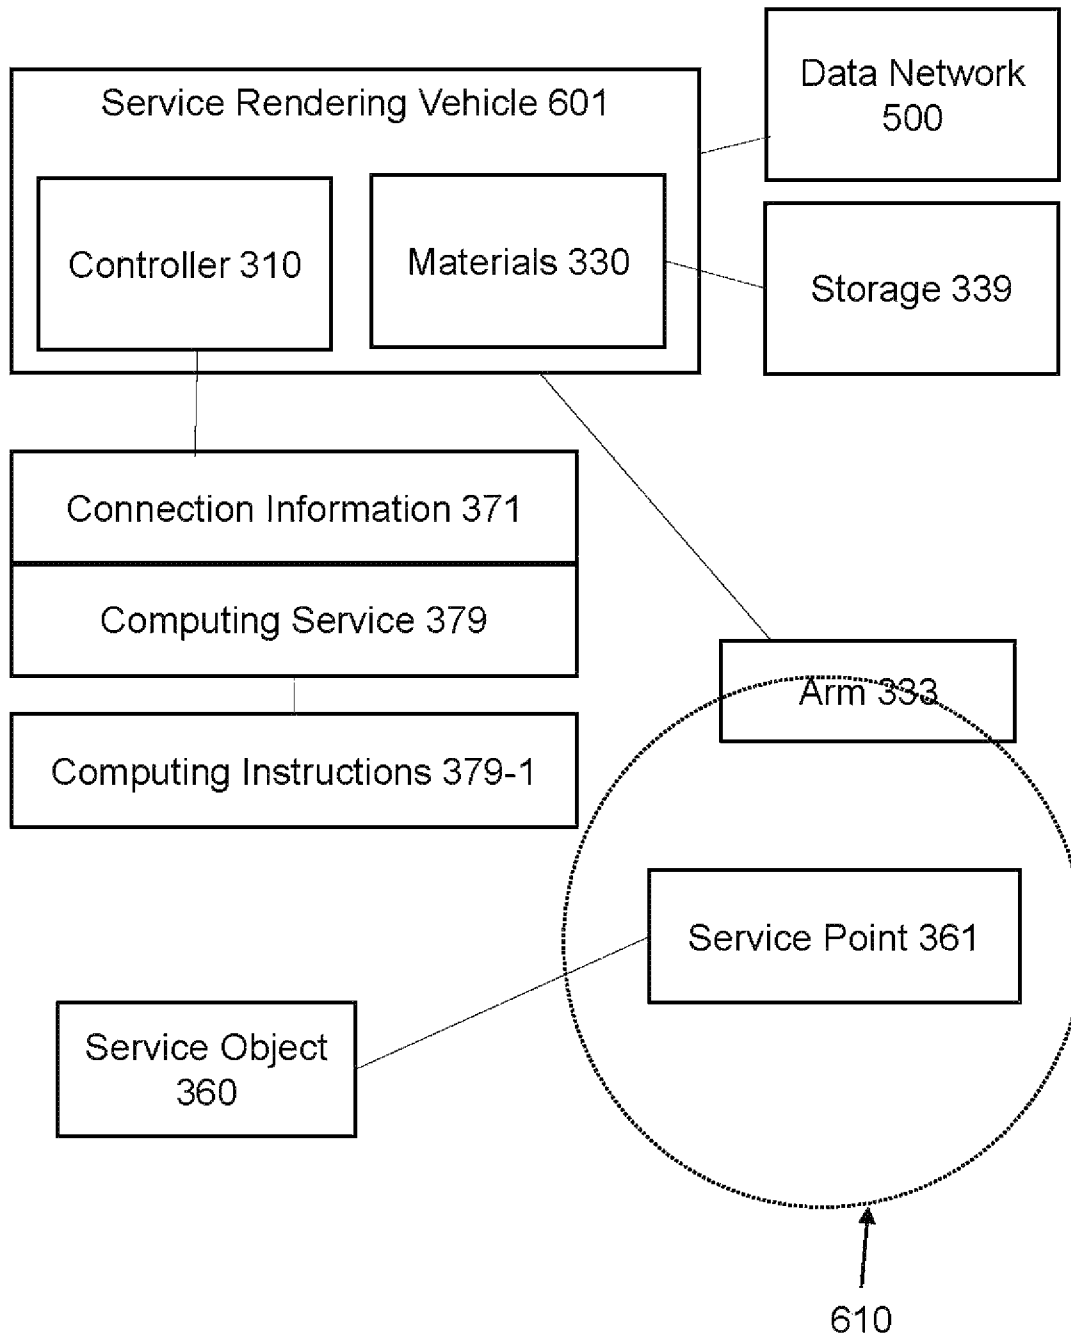 Data Network
500
Service Rendering Vehicle 601
Controller 310
Materials 330
Storage 339
Connection Information 371
Computing Service 379
Arm 333
Computing Instructions 379-1
Service Point 361
Service Object
360
610